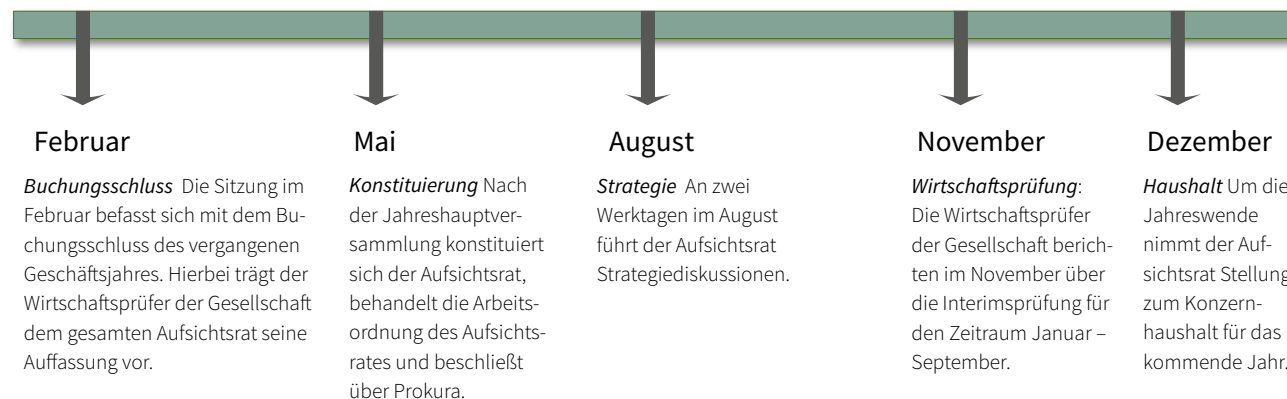 Februar
Buchungsschluss Die Sitzung im
Februar befasst sich mit dem Bu-
chungsschluss des vergangenen
Geschäftsjahres. Hierbei trägt der
Wirtschaftsprüfer der Gesellschaft
dem gesamten Aufsichtsrat seine
Auffassung vor.
Mai
Konstituierung Nach
der Jahreshauptver-
sammlung konstituiert
sich der Aufsichtsrat,
behandelt die Arbeits-
ordnung des Aufsichts-
rates und beschließt
über Prokura.
August
Strategie An zwei
Werktagen im August
führt der Aufsichtsrat
Strategiediskussionen.
November
Wirtschaftsprüfung:
Die Wirtschaftsprüfer
der Gesellschaft berich-
ten im November über
die Interimsprüfung für
den Zeitraum Januar –
September.
Dezember
Haushalt Um die
Jahreswende
nimmt der Auf-
sichtsrat Stellung
zum Konzern-
haushalt für das
kommende Jahr.